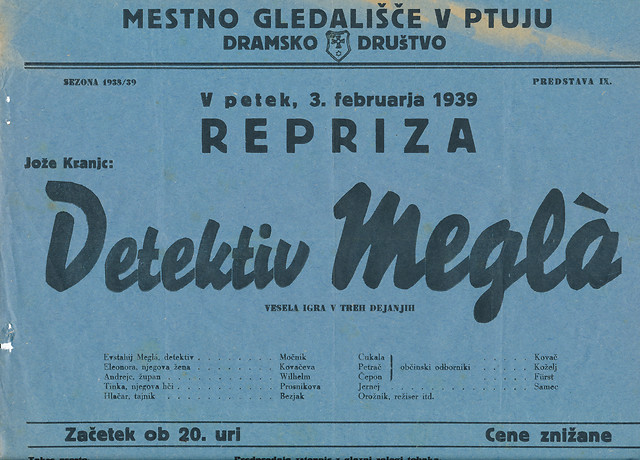 MESTNO GLEDALIŠČE V PTUJU
DRAMSKO DRUŠTVO
SEZONA 1938/39 PREDSTAVA IX.
V petek, 3. februarja 1939
REPRIZA
Jože Kranjc:
Detektiv Meglà
VESELA IGRA V TREH DEJANJIH
Evstahij Meglà, detektiv . . . . . . . . Močnik
Eleonora, njegova žena . . . . . . . . Kovačeva
Andrejc, župan . . . . . . . . Wilhelm
Tinka, njegova hči . . . . . . . . Prosnikova
Hlačar, tajnik . . . . . . . . Bezjak
Cukala . . . . . Kovač
Petrač občinski odborniki . . . . . Koželj
Čepon . . . . . Fürst
Jernej . . . . . Samec
Orožnik, režiser itd.
Začetek ob 20. uri Cene znižane